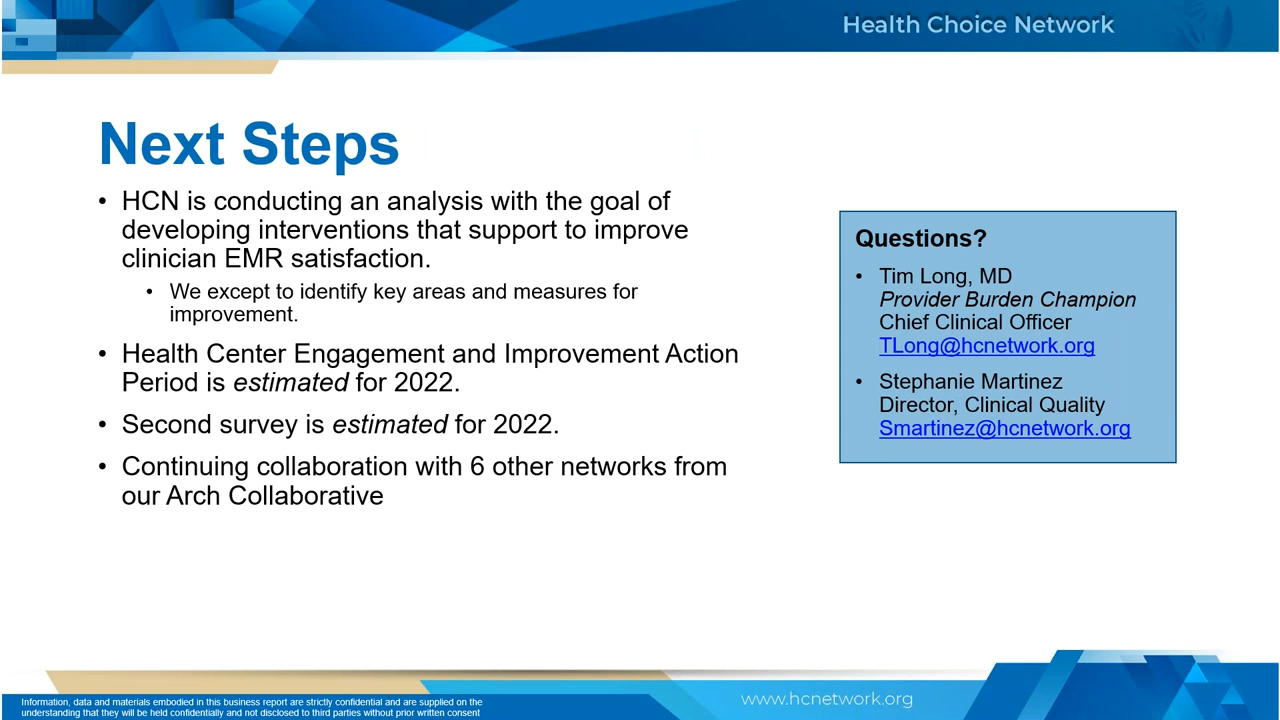 Health Choice Network
Next Steps
• HCN is conducting an analysis with the goal of
developing interventions that support to improve
clinician EMR satisfaction.
• We except to identify key areas and measures for
improvement.
• Health Center Engagement and Improvement Action
Period is estimated for 2022.
• Second survey is estimated for 2022.
• Continuing collaboration with 6 other networks from
our Arch Collaborative
Questions?
• Tim Long, MD
Provider Burden Champion
Chief Clinical Officer
TLong@hcnetwork.org
• Stephanie Martinez
Director, Clinical Quality
Smartinez@hcnetwork.org
Information, data and materials embodied in this business report are strictly confidential and are supplied on the
understanding that they will be held confidentially and not disclosed to third parties without prior written consent
www.hcnetwork.org